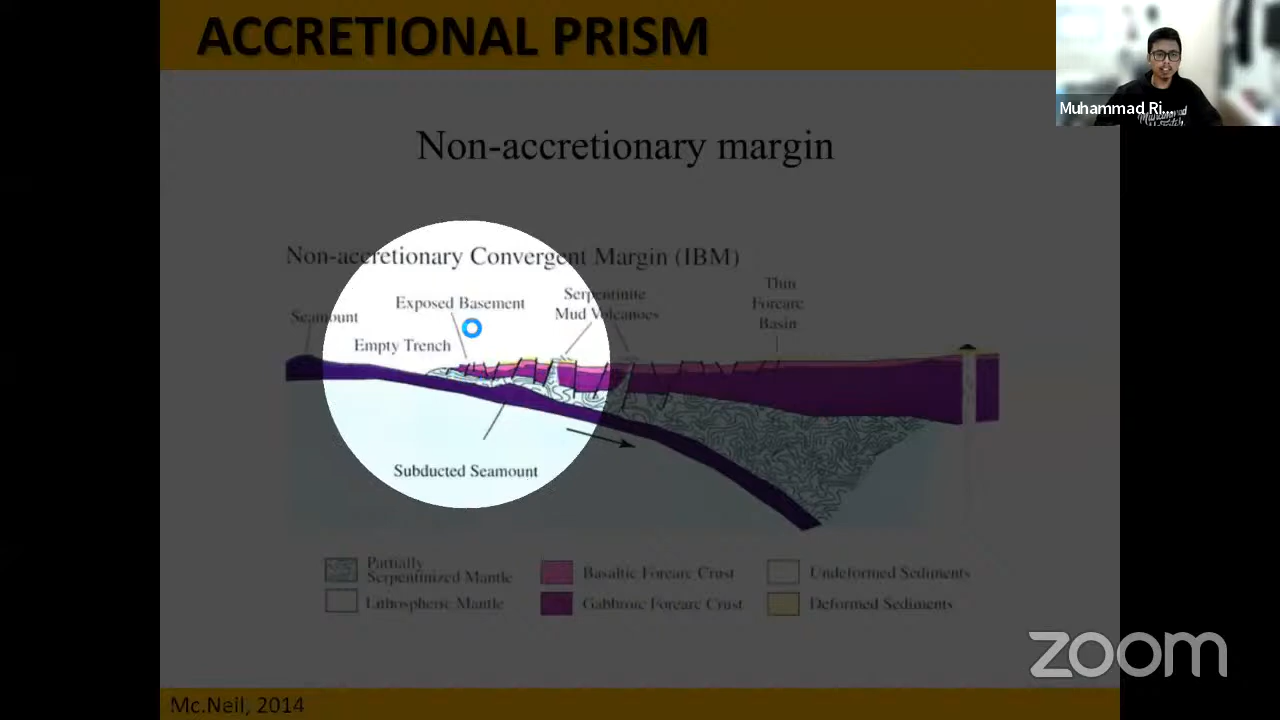 ACCRETIONAL PRISM
Muhammad Ri...
Non-accretionary margin
Non-accretionary Convergent Margin (IBM)
Seamount
Exposed Basement
Empty Trench
Serpentinite
Mud Volcanoes
Thin
Forearc
Basin
Subducted Seamount
Partially
Serpentinized Mantle
Lithospheric Mantle
Basaltic Forearc Crust
Gabbroic Forearc Crust
Undeformed Sediments
Deformed Sediments
zoom
Mc.Neil, 2014